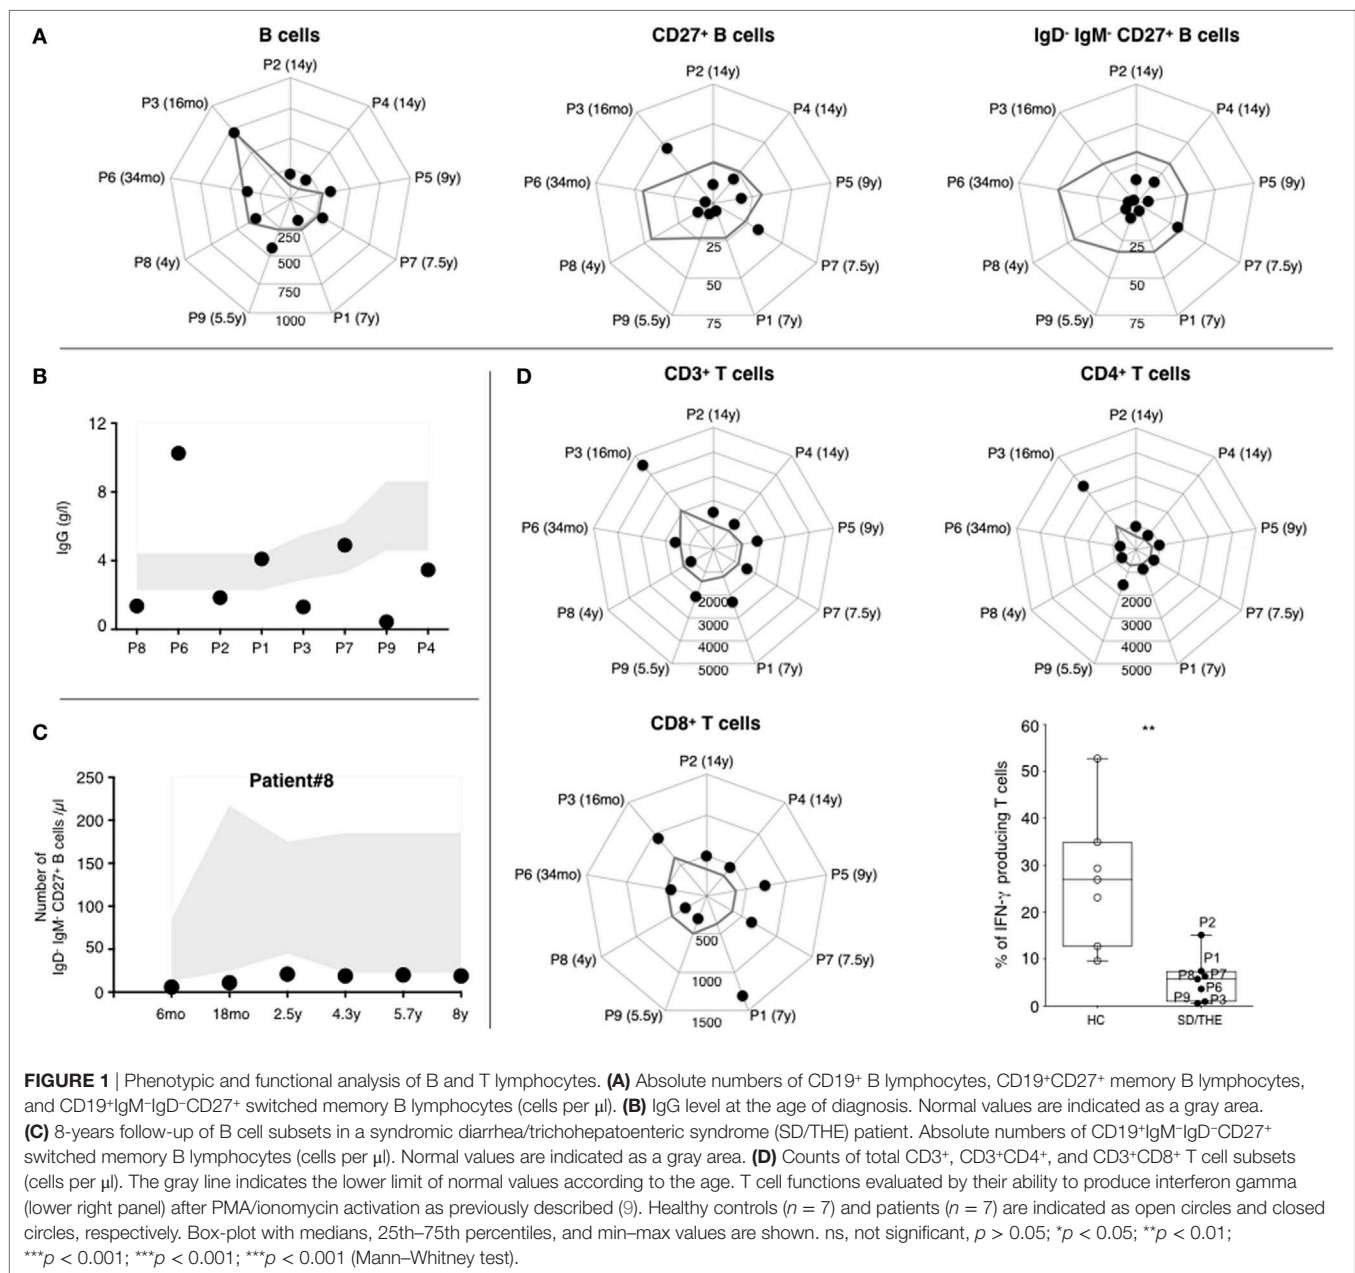 A
B cells
P2 (14y)
P3 (16mo)
P4 (14y)
P6 (34mo)
P5 (9y)
P8 (4y)
P7 (7.5y)
P9 (5.5y)
P1 (7y)
250
500
750
1000
CD27+ B cells
P2 (14y)
P3 (16mo)
P4 (14y)
P6 (34mo)
P5 (9y)
P8 (4y)
P7 (7.5y)
P9 (5.5y)
P1 (7y)
25
50
75
IgD- IgM- CD27+ B cells
P2 (14y)
P3 (16mo)
P4 (14y)
P6 (34mo)
P5 (9y)
P8 (4y)
P7 (7.5y)
P9 (5.5y)
P1 (7y)
25
50
75
B
IgG (g/l)
12
8
4
0
P8 P6 P2 P1 P3 P7 P9 P4
C
Patient#8
Number of
IgD- IgM- CD27+ B cells /µl
250
200
150
100
50
0
6mo 18mo 2.5y 4.3y 5.7y 8y
D
CD3+ T cells
P2 (14y)
P3 (16mo)
P4 (14y)
P6 (34mo)
P5 (9y)
P8 (4y)
P7 (7.5y)
P9 (5.5y)
P1 (7y)
2000
3000
4000
5000
CD4+ T cells
P2 (14y)
P3 (16mo)
P4 (14y)
P6 (34mo)
P5 (9y)
P8 (4y)
P7 (7.5y)
P9 (5.5y)
P1 (7y)
2000
3000
4000
5000
CD8+ T cells
P2 (14y)
P3 (16mo)
P4 (14y)
P6 (34mo)
P5 (9y)
P8 (4y)
P7 (7.5y)
P9 (5.5y)
P1 (7y)
500
1000
1500
% of IFN-γ producing T cells
60
50
40
30
20
10
0
**
P2
P1
P8 P7
P6
P9 P3
HC SD/THE
FIGURE 1 | Phenotypic and functional analysis of B and T lymphocytes. (A) Absolute numbers of CD19+ B lymphocytes, CD19+CD27+ memory B lymphocytes,
and CD19+IgM−IgD−CD27+ switched memory B lymphocytes (cells per µl). (B) IgG level at the age of diagnosis. Normal values are indicated as a gray area.
(C) 8-years follow-up of B cell subsets in a syndromic diarrhea/trichohepatoenteric syndrome (SD/THE) patient. Absolute numbers of CD19+IgM−IgD−CD27+
switched memory B lymphocytes (cells per µl). Normal values are indicated as a gray area. (D) Counts of total CD3+, CD3+CD4+, and CD3+CD8+ T cell subsets
(cells per µl). The gray line indicates the lower limit of normal values according to the age. T cell functions evaluated by their ability to produce interferon gamma
(lower right panel) after PMA/ionomycin activation as previously described (9). Healthy controls (n = 7) and patients (n = 7) are indicated as open circles and closed
circles, respectively. Box-plot with medians, 25th–75th percentiles, and min–max values are shown. ns, not significant, p > 0.05; *p < 0.05; **p < 0.01;
***p < 0.001; ***p < 0.001; ***p < 0.001 (Mann–Whitney test).